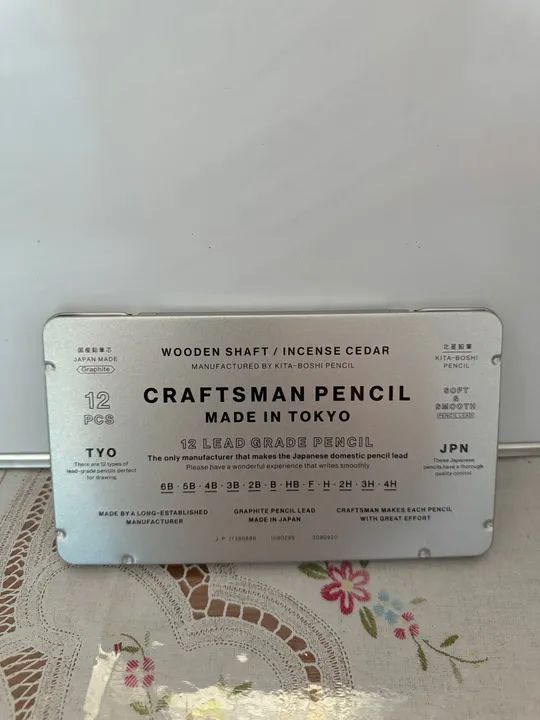 国産鉛筆芯
JAPAN MADE
Graphite
12
PCS
TYO
There are 12 types of
lead-grade pencils perfect
for drawing
WOODEN SHAFT / INCENSE CEDAR
MANUFACTURED BY KITA-BOSHI PENCIL
CRAFTSMAN PENCIL
MADE IN TOKYO
12 LEAD GRADE PENCIL
The only manufacturer that makes the Japanese domestic pencil lead
Please have a wonderful experience that writes smoothly
6B · 5B · 4B · 3B · 2B · B · HB · F · H · 2H · 3H · 4H
北星鉛筆
KITA-BOSHI
PENCIL
SOFT
&
SMOOTH
PENCIL LEAD
JPN
These Japanese
pencils have a thorough
quality control.
MADE BY A LONG-ESTABLISHED
MANUFACTURER
GRAPHITE PENCIL LEAD
MADE IN JAPAN
CRAFTSMAN MAKES EACH PENCIL
WITH GREAT EFFORT
J.P.